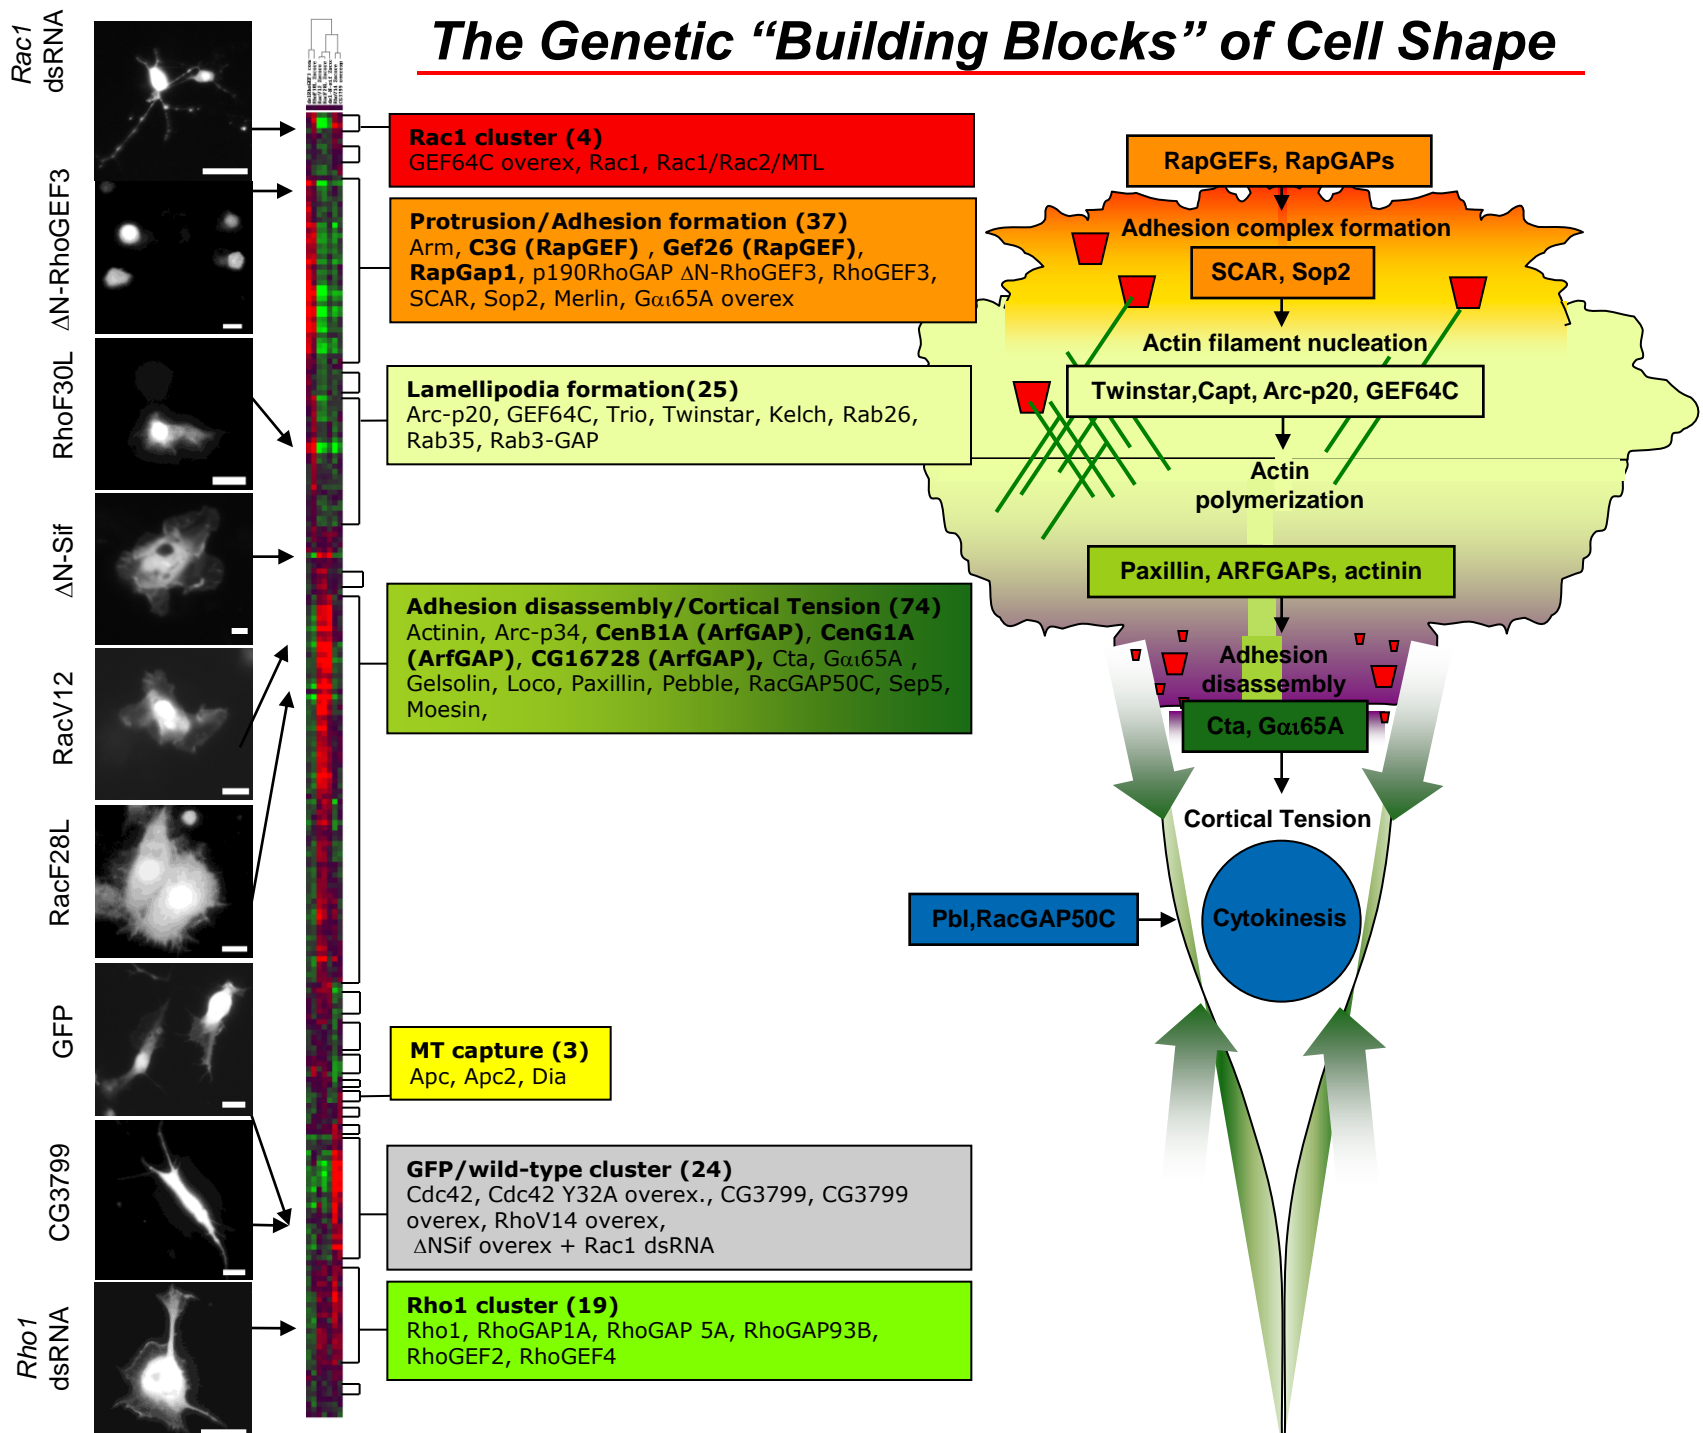 The Genetic “Building Blocks” of Cell Shape
Rac1
dsRNA
ΔN-RhoGEF3
RhoF30L
ΔN-Sif
RacV12
RacF28L
GFP
CG3799
Rho1
dsRNA
Rac1 cluster (4)
GEF64C overex, Rac1, Rac1/Rac2/MTL
Protrusion/Adhesion formation (37)
Arm, C3G (RapGEF) , Gef26 (RapGEF),
RapGap1, p190RhoGAP ΔN-RhoGEF3, RhoGEF3,
SCAR, Sop2, Merlin, Gαι65A overex
Lamellipodia formation(25)
Arc-p20, GEF64C, Trio, Twinstar, Kelch, Rab26,
Rab35, Rab3-GAP
Adhesion disassembly/Cortical Tension (74)
Actinin, Arc-p34, CenB1A (ArfGAP), CenG1A
(ArfGAP), CG16728 (ArfGAP), Cta, Gαι65A ,
Gelsolin, Loco, Paxillin, Pebble, RacGAP50C, Sep5,
Moesin,
MT capture (3)
Apc, Apc2, Dia
GFP/wild-type cluster (24)
Cdc42, Cdc42 Y32A overex., CG3799, CG3799
overex, RhoV14 overex,
ΔNSif overex + Rac1 dsRNA
Rho1 cluster (19)
Rho1, RhoGAP1A, RhoGAP 5A, RhoGAP93B,
RhoGEF2, RhoGEF4
RapGEFs, RapGAPs
Adhesion complex formation
SCAR, Sop2
Actin filament nucleation
Twinstar,Capt, Arc-p20, GEF64C
Actin
polymerization
Paxillin, ARFGAPs, actinin
Adhesion
disassembly
Cta, Gαι65A
Cortical Tension
Pbl,RacGAP50C
Cytokinesis